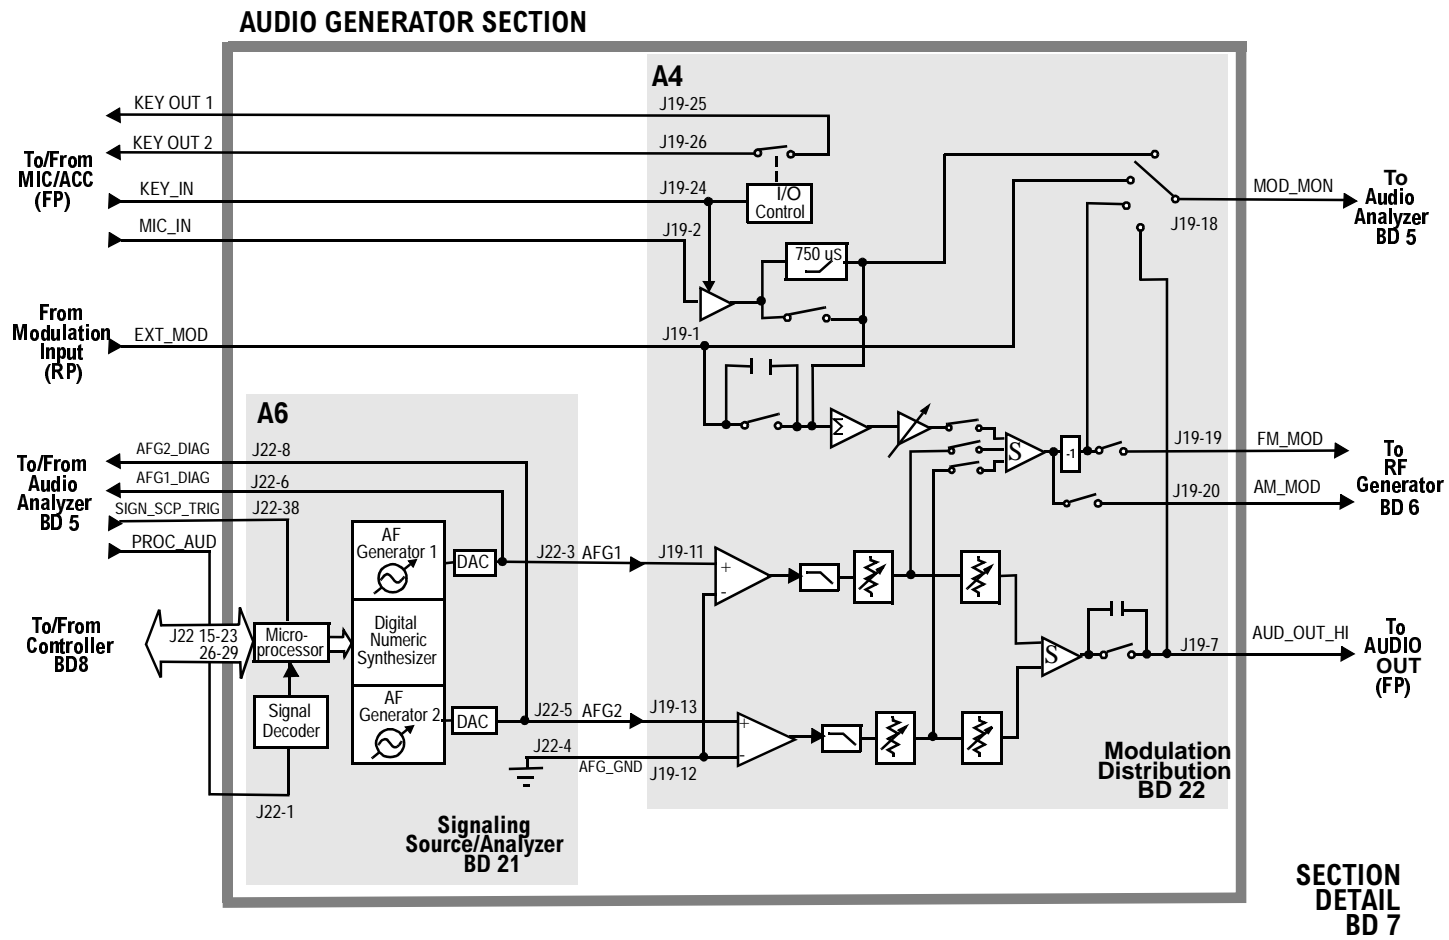 AUDIO GENERATOR SECTION
A4
KEY OUT 1
J19-25
KEY OUT 2
J19-26
To/From
MIC/ACC
(FP)
KEY_IN
J19-24
I/O
Control
MIC_IN
J19-2
750 uS
MOD_MON
J19-18
To
Audio
Analyzer
BD 5
From
Modulation
Input
(RP)
EXT_MOD
J19-1
A6
Σ
S
-1
J19-19
FM_MOD
J19-20
AM_MOD
To
RF
Generator
BD 6
To/From
Audio
Analyzer
BD 5
AFG2_DIAG
J22-8
AFG1_DIAG
J22-6
SIGN_SCP_TRIG
J22-38
PROC_AUD
AF
Generator 1
DAC
J22-3
AFG1
J19-11
+
-
To/From
Controller
BD8
J22 15-23
26-29
Micro-
processor
Digital
Numeric
Synthesizer
Signal
Decoder
AF
Generator 2
DAC
J22-5
AFG2
J19-13
+
-
J22-4
AFG_GND
J19-12
S
J19-7
AUD_OUT_HI
To
AUDIO
OUT
(FP)
J22-1
Modulation
Distribution
BD 22
Signaling
Source/Analyzer
BD 21
SECTION
DETAIL
BD 7